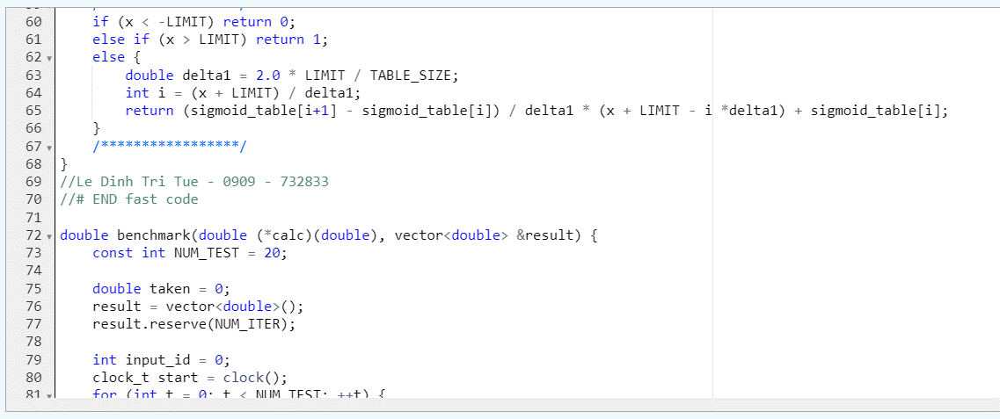 60 if (x < -LIMIT) return 0;
61 else if (x > LIMIT) return 1;
62 else {
63 double delta1 = 2.0 * LIMIT / TABLE_SIZE;
64 int i = (x + LIMIT) / delta1;
65 return (sigmoid_table[i+1] - sigmoid_table[i]) / delta1 * (x + LIMIT - i *delta1) + sigmoid_table[i];
66 }
67 /*****************/
68 }
69 //Le Dinh Tri Tue - 0909 - 732833
70 //# END fast code
71
72 double benchmark(double (*calc)(double), vector<double> &result) {
73 const int NUM_TEST = 20;
74
75 double taken = 0;
76 result = vector<double>();
77 result.reserve(NUM_ITER);
78
79 int input_id = 0;
80 clock_t start = clock();
81 for (int t = 0; t < NUM_TEST; ++t) {